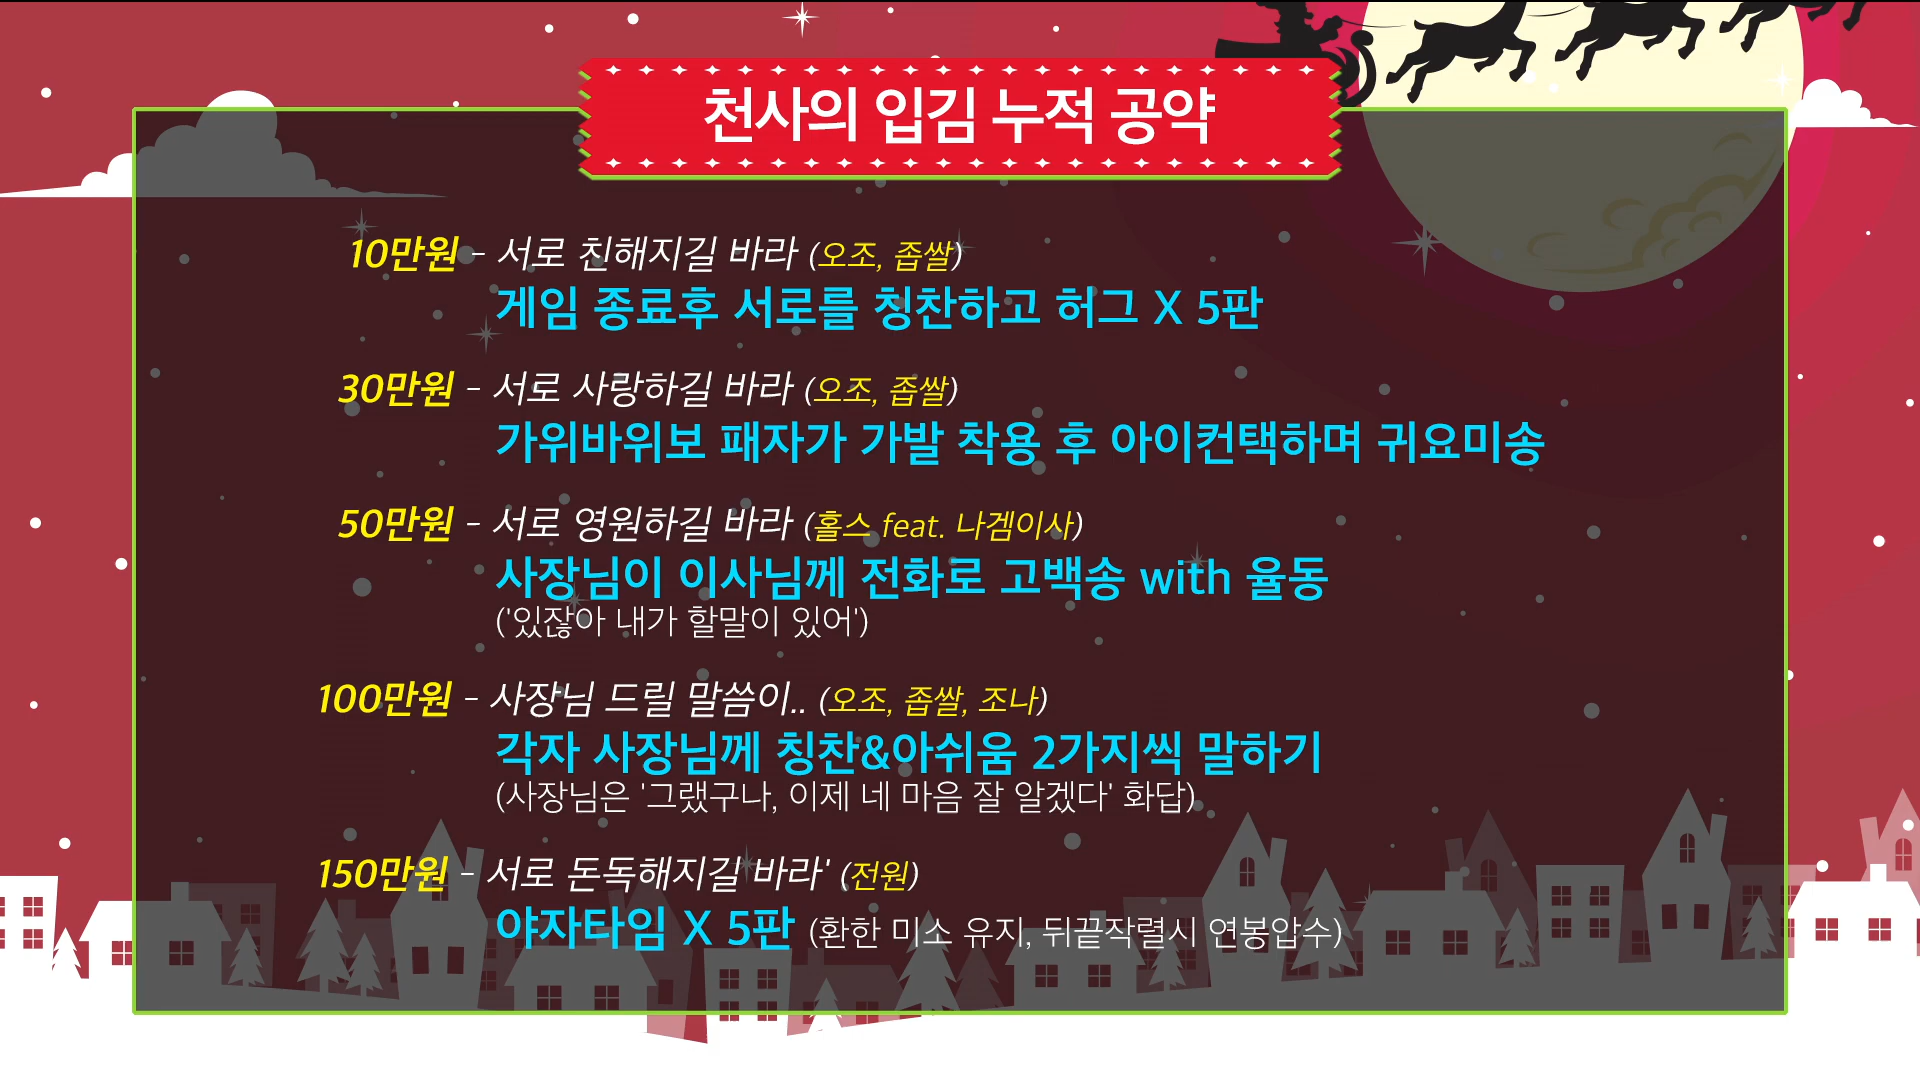 천사의 입김 누적 공약
10만원 - 서로 친해지길 바라 (오조, 좁쌀)
게임 종료후 서로를 칭찬하고 허그 X 5판
30만원 - 서로 사랑하길 바라 (오조, 좁쌀)
가위바위보 패자가 가발 착용 후 아이컨택하며 귀요미송
50만원 - 서로 영원하길 바라 (홀스 feat. 나겜이사)
사장님이 이사님께 전화로 고백송 with 율동
('있잖아 내가 할말이 있어')
100만원 - 사장님 드릴 말씀이.. (오조, 좁쌀, 조나)
각자 사장님께 칭찬&아쉬움 2가지씩 말하기
(사장님은 '그랬구나, 이제 네 마음 잘 알겠다' 화답)
150만원 - 서로 돈독해지길 바라' (전원)
야자타임 X 5판 (환한 미소 유지, 뒤끝작렬시 연봉압수)